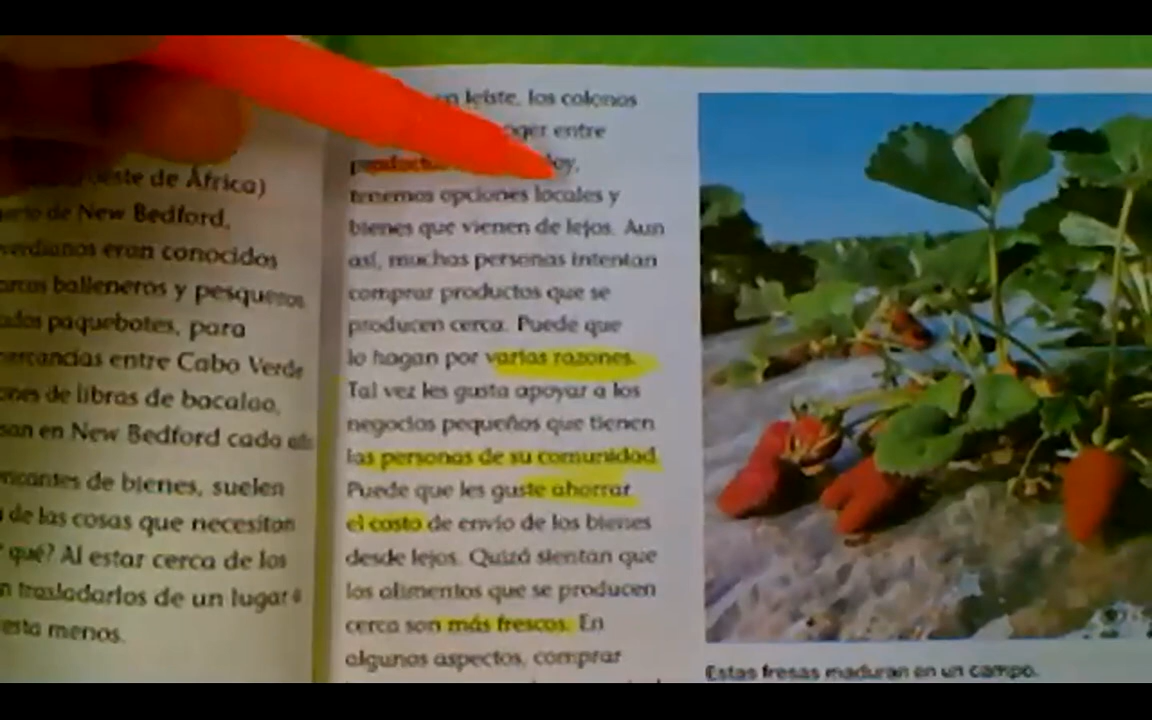 oeste de África)
de New Bedford,
verdianos eran conocidos
balleneros y pesqueros
paquebotes, para
mercancías entre Cabo Verde
de libras de bacalao,
en New Bedford cada
de bienes, suelen
de las cosas que necesitan
qué? Al estar cerca de los
trasladarlos de un lugar a
menos.
leíste, los colonos
entre
tenemos opciones locales y
bienes que vienen de lejos. Aun
así, muchas personas intentan
comprar productos que se
producen cerca. Puede que
lo hagan por varias razones.
Tal vez les gusta apoyar a los
negocios pequeños que tienen
las personas de su comunidad.
Puede que les guste ahorrar
el costo de envío de los bienes
desde lejos. Quizá sientan que
los alimentos que se producen
cerca son más frescos. En
algunos aspectos, comprar
Estas fresas maduran en un campo.